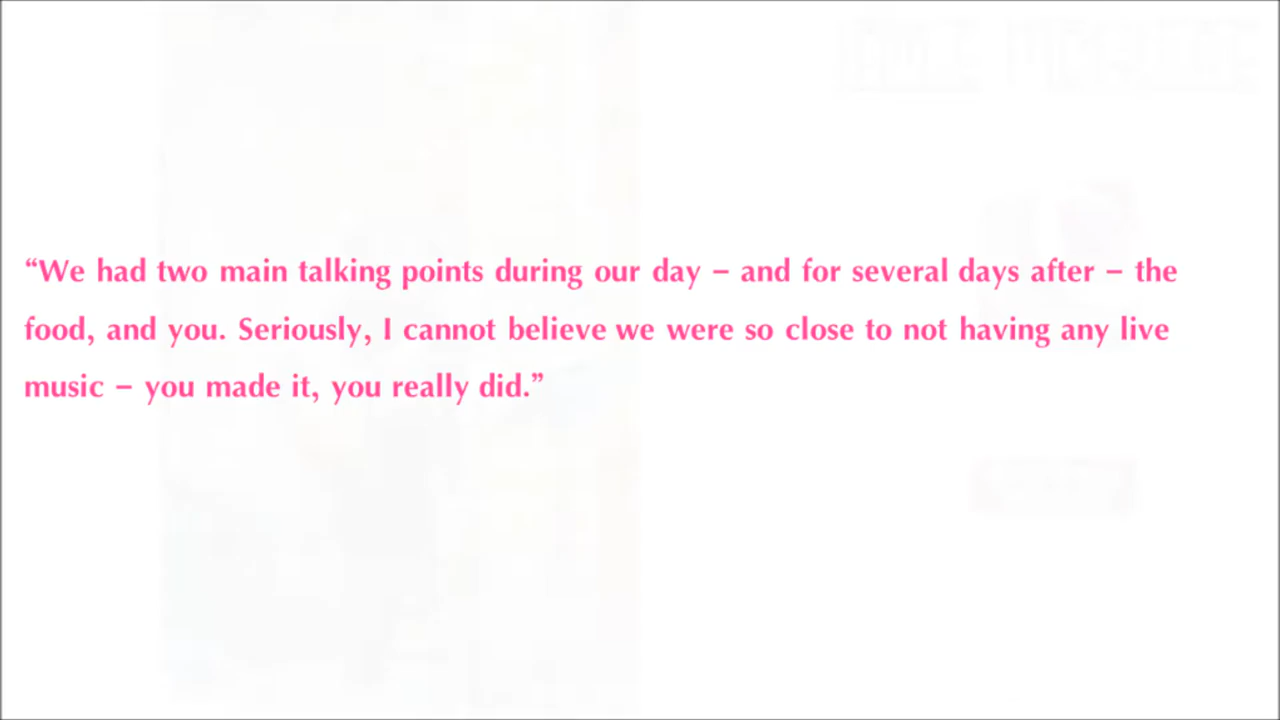 “We had two main talking points during our day – and for several days after – the
food, and you. Seriously, I cannot believe we were so close to not having any live
music – you made it, you really did.”